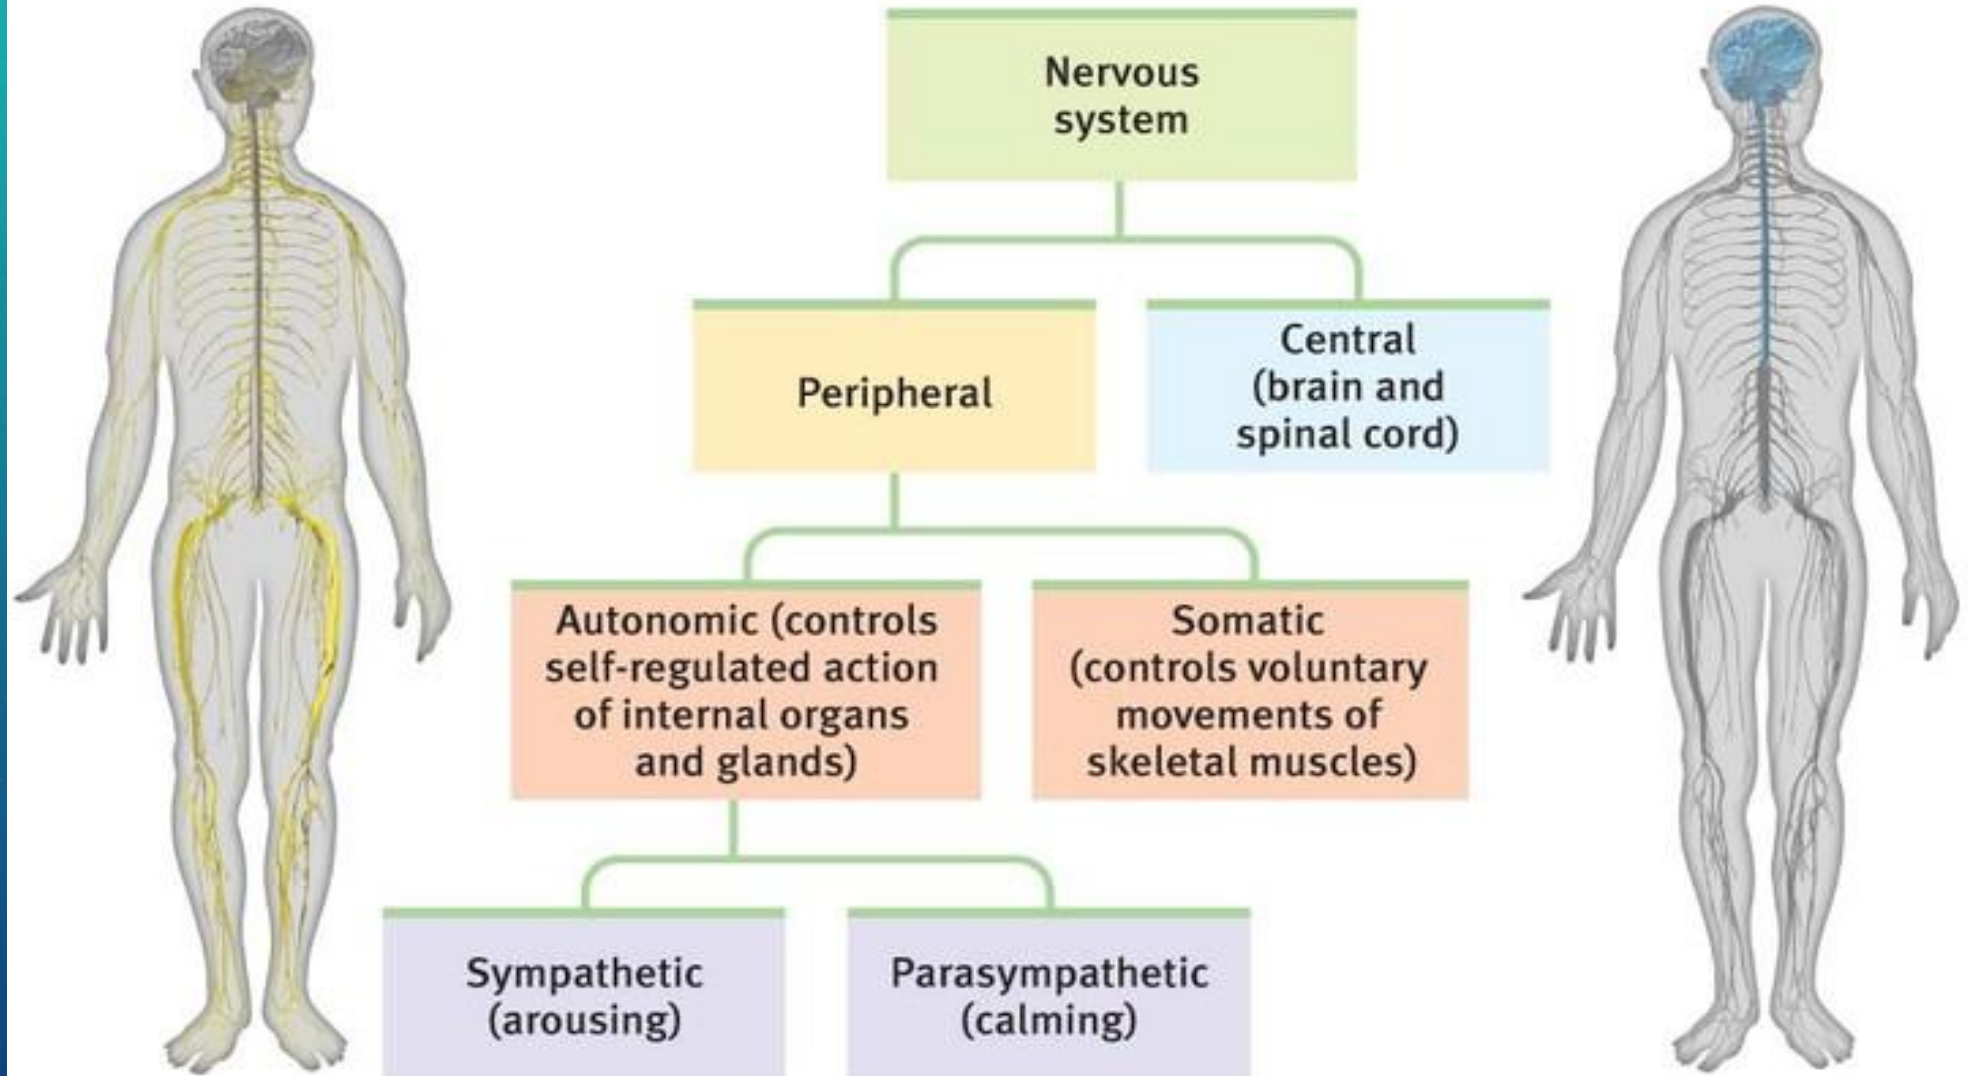 Nervous
system
Peripheral
Central
(brain and
spinal cord)
Autonomic (controls
self-regulated action
of internal organs
and glands)
Somatic
(controls voluntary
movements of
skeletal muscles)
Sympathetic
(arousing)
Parasympathetic
(calming)